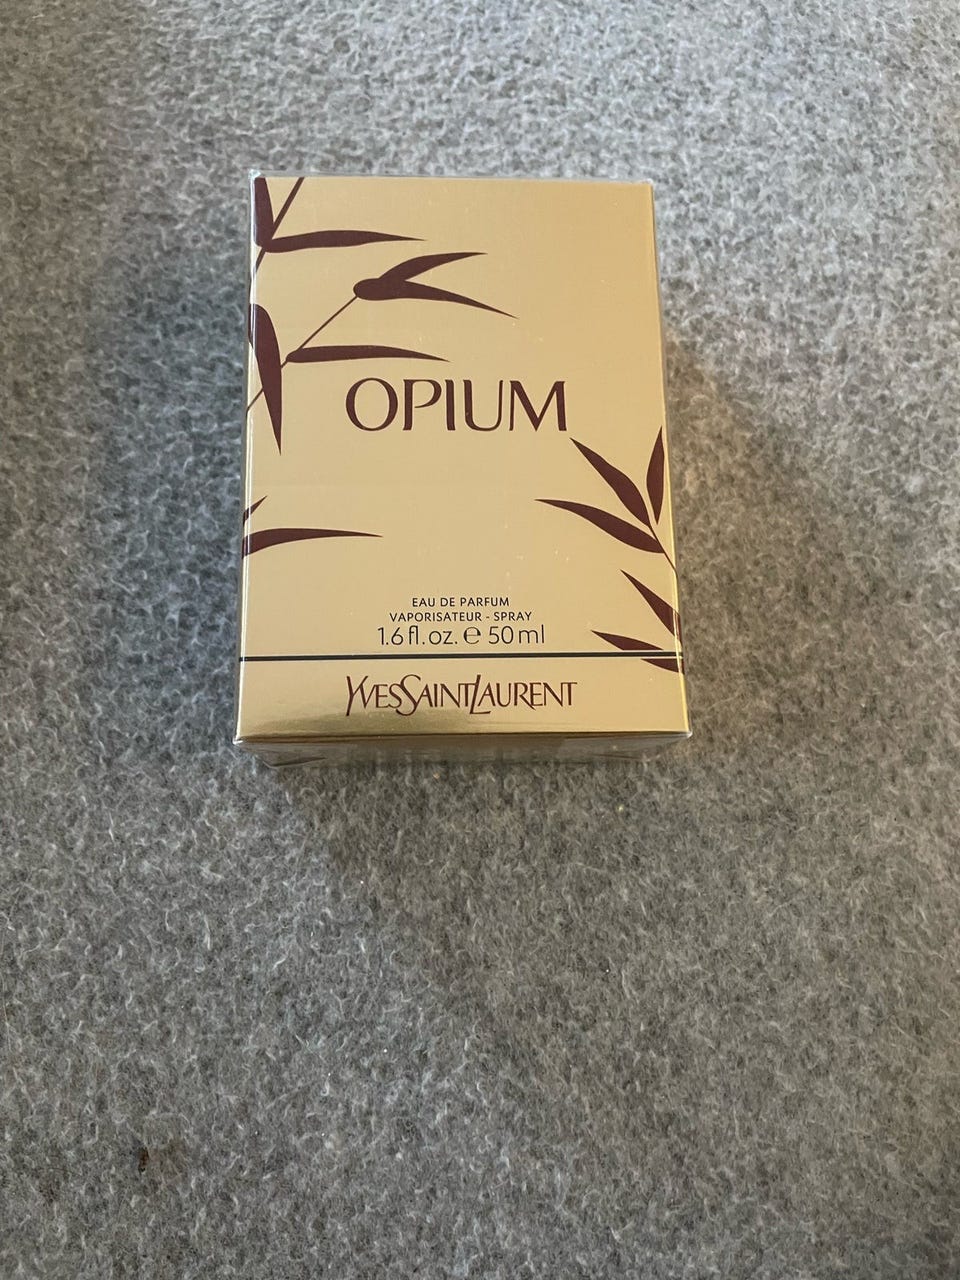 OPIUM
EAU DE PARFUM
VAPORISATEUR - SPRAY
1.6 fl. oz. ℮ 50 ml
YVESSAINTLAURENT